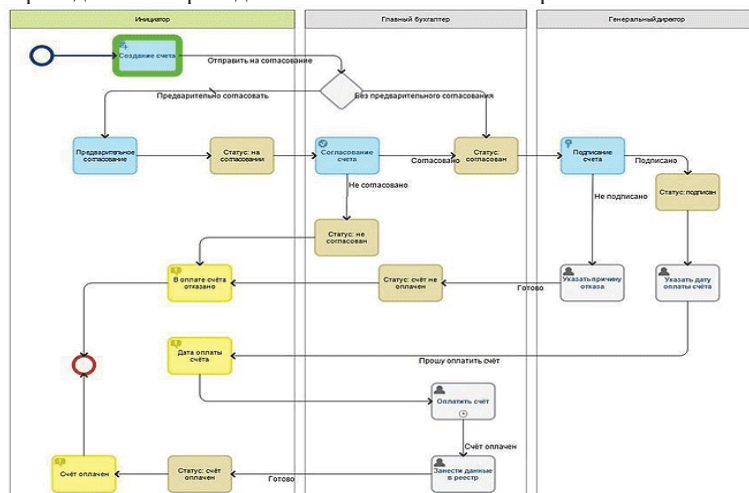 Инициатор
Главный бухгалтер
Генеральный директор
Создание счета
Отправить на согласование
Предварительно согласовать
Без предварительного согласования
Предварительное
согласование
Статус: на
согласовании
Согласование
счета
Согласовано
Статус:
согласован
Подписание
счета
Подписано
Не согласовано
Не подписано
Статус: подписан
Статус: не
согласован
В оплате счёта
отказано
Статус: счёт не
оплачен
Готово
Указать причину
отказа
Указать дату
оплаты счёта
Дата оплаты
счёта
Прошу оплатить счёт
Оплатить счёт
Счёт оплачен
Счёт оплачен
Статус: счёт
оплачен
Готово
Занести данные
в реестр